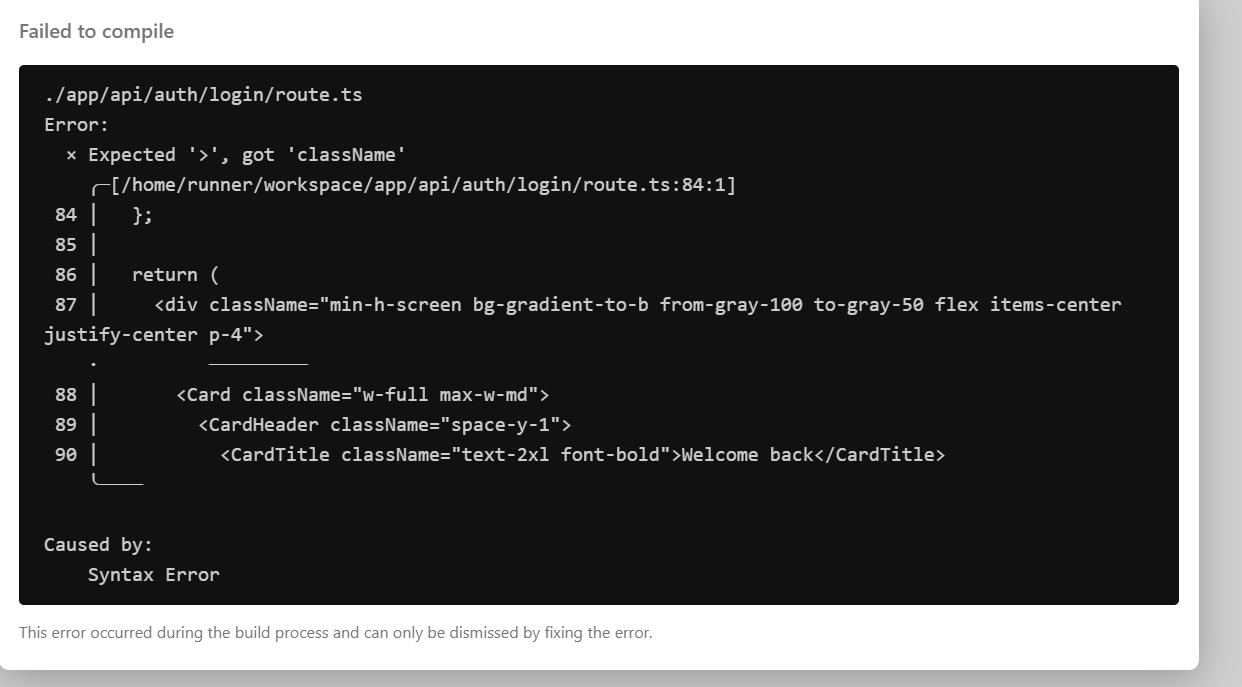 Failed to compile
./app/api/auth/login/route.ts
Error:
  × Expected '>', got 'className'
    ╭─[/home/runner/workspace/app/api/auth/login/route.ts:84:1]
 84 │   };
 85 │
 86 │   return (
 87 │     <div className="min-h-screen bg-gradient-to-b from-gray-100 to-gray-50 flex items-center
justify-center p-4">
    ·          ─────────
 88 │       <Card className="w-full max-w-md">
 89 │         <CardHeader className="space-y-1">
 90 │           <CardTitle className="text-2xl font-bold">Welcome back</CardTitle>
    ╰────
Caused by:
    Syntax Error
This error occurred during the build process and can only be dismissed by fixing the error.